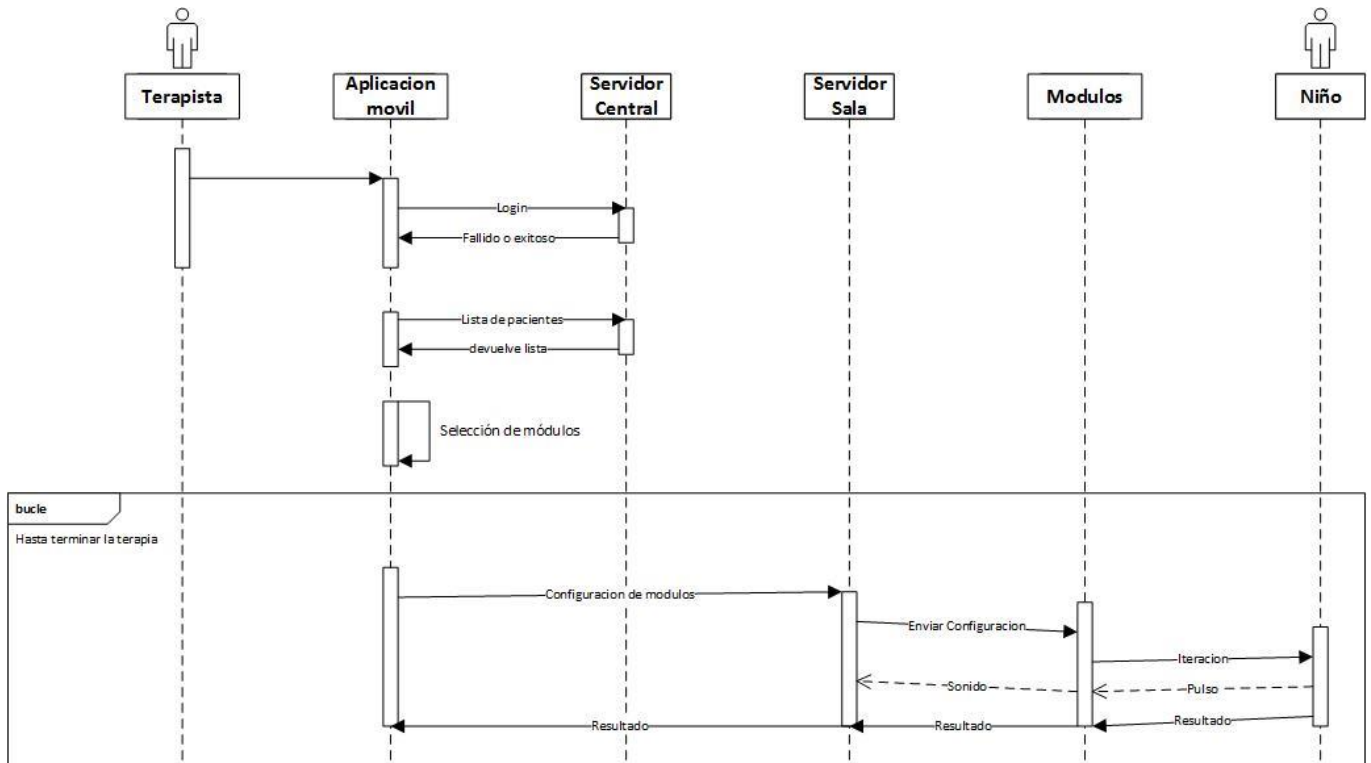 Terapista
Aplicacion
movil
Servidor
Central
Servidor
Sala
Modulos
Niño
Login
Fallido o exitoso
Lista de pacientes
devuelve lista
Selección de módulos
bucle
Hasta terminar la terapia
Configuracion de modulos
Enviar Configuracion
Iteracion
Sonido
Pulso
Resultado
Resultado
Resultado